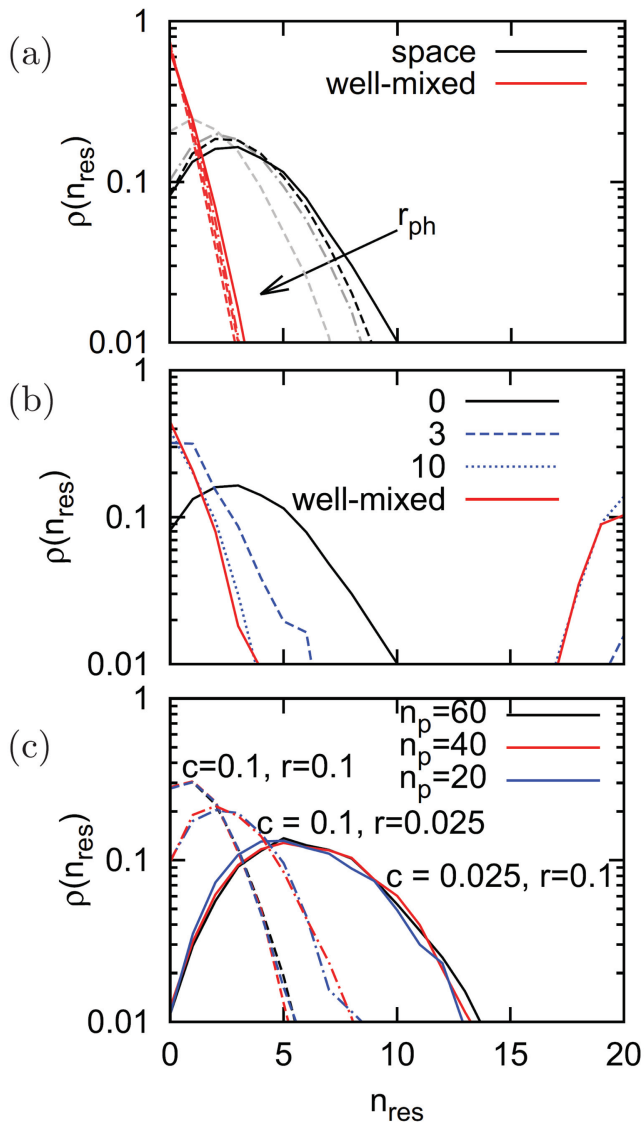 (a)
1
0.1
0.01
ρ(n_res)
space
well-mixed
r_ph
(b)
1
0.1
0.01
ρ(n_res)
0
3
10
well-mixed
(c)
1
0.1
0.01
ρ(n_res)
n_p=60
n_p=40
n_p=20
c=0.1, r=0.1
c = 0.1, r=0.025
c = 0.025, r=0.1
0 5 10 15 20
n_res